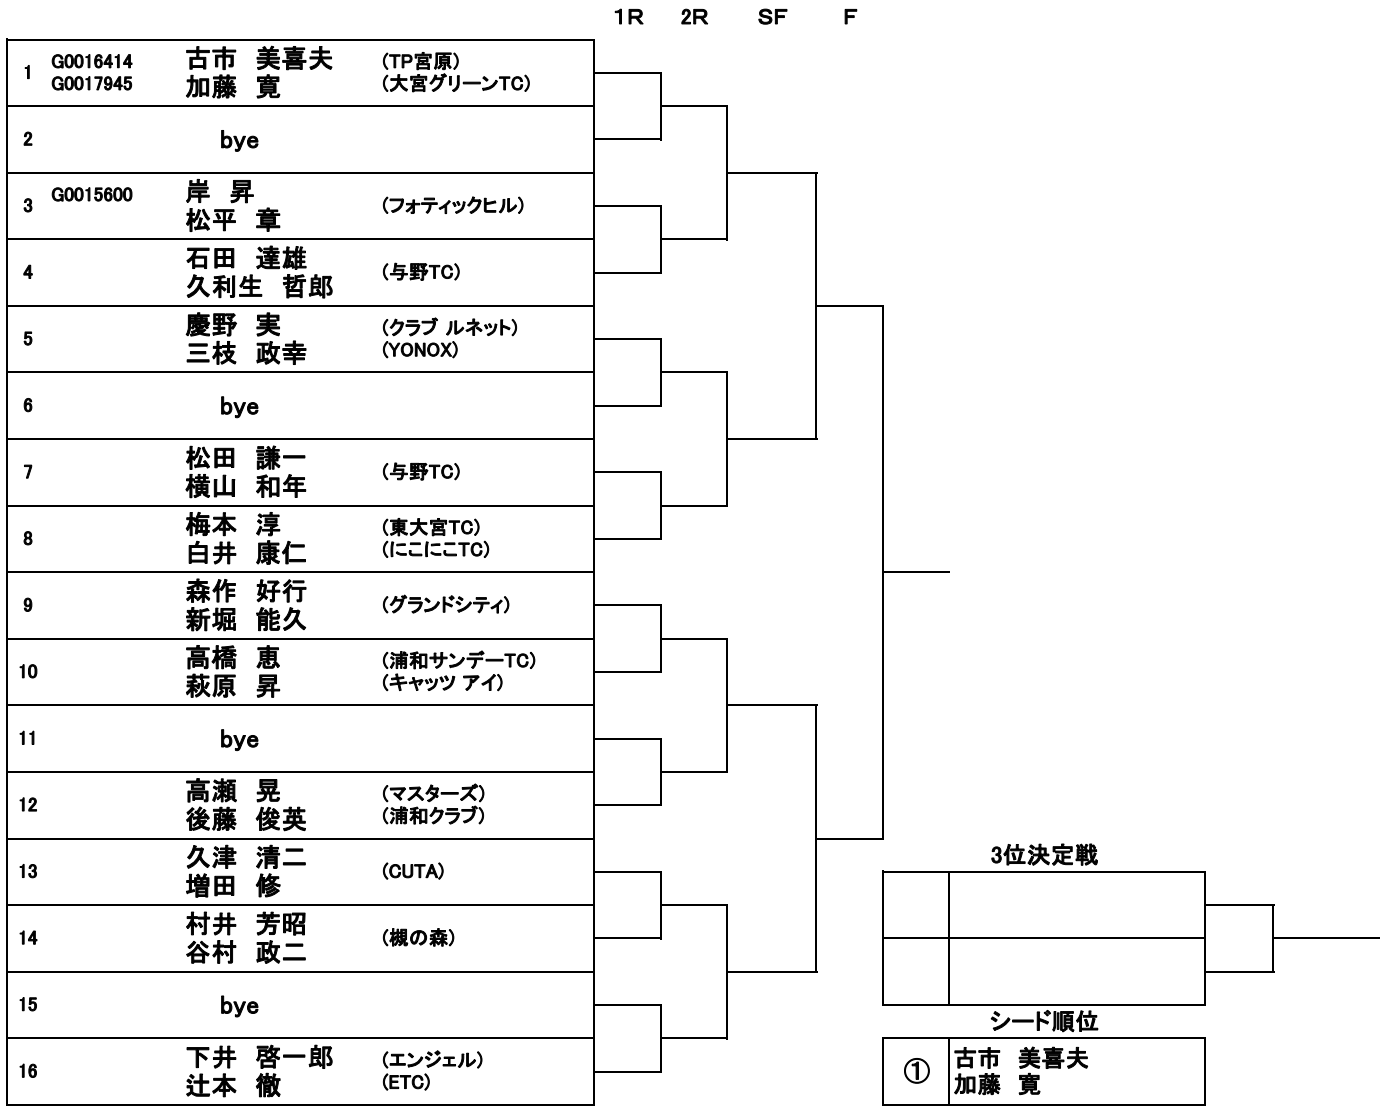 1R 2R SF F
1 G0016414 古市 美喜夫 (TP宮原)
G0017945 加藤 寛 (大宮グリーンTC)
2 bye
3 G0015600 岸 昇 (フォティックヒル)
松平 章
4 石田 達雄 (与野TC)
久利生 哲郎
5 慶野 実 (クラブ ルネット)
三枝 政幸 (YONOX)
6 bye
7 松田 謙一 (与野TC)
横山 和年
8 梅本 淳 (東大宮TC)
白井 康仁 (にこにこTC)
9 森作 好行 (グランドシティ)
新堀 能久
10 高橋 恵 (浦和サンデーTC)
萩原 昇 (キャッツ アイ)
11 bye
12 高瀬 晃 (マスターズ)
後藤 俊英 (浦和クラブ)
13 久津 清二 (CUTA)
増田 修
14 村井 芳昭 (槻の森)
谷村 政二
15 bye
16 下井 啓一郎 (エンジェル)
辻本 徹 (ETC)
3位決定戦
シード順位
① 古市 美喜夫
加藤 寛